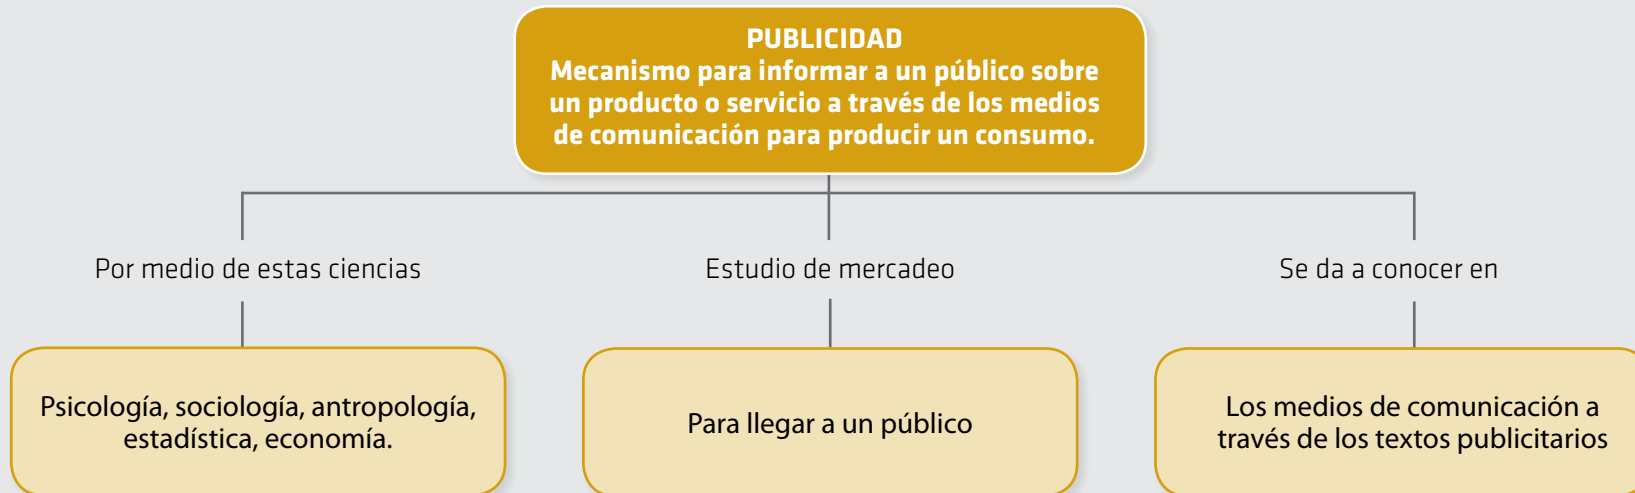 PUBLICIDAD
Mecanismo para informar a un público sobre
un producto o servicio a través de los medios
de comunicación para producir un consumo.
Por medio de estas ciencias
Estudio de mercadeo
Se da a conocer en
Psicología, sociología, antropología,
estadística, economía.
Para llegar a un público
Los medios de comunicación a
través de los textos publicitarios